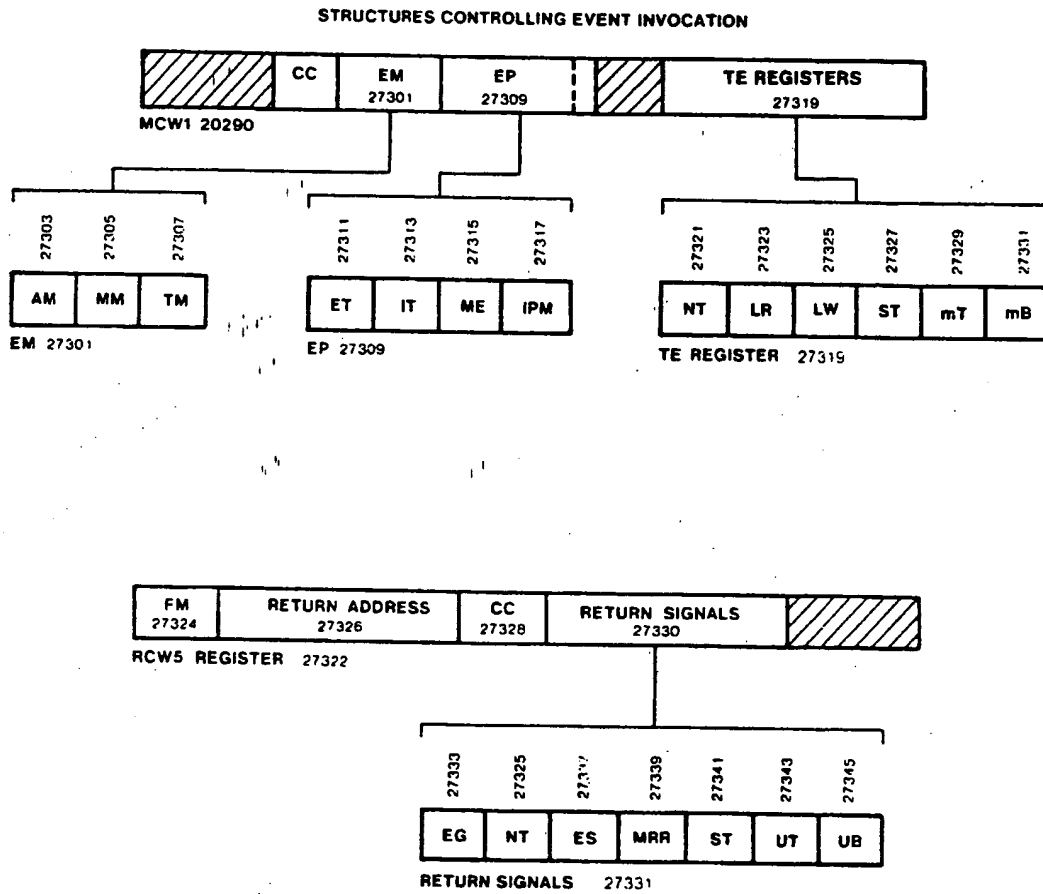 STRUCTURES CONTROLLING EVENT INVOCATION
CC EM EP TE REGISTERS
27301 27309 27319
MCW1 20290
27303 27305 27307 27311 27313 27315 27317 27321 27323 27325 27327 27329 27331
AM MM TM ET IT ME IPM NT LR LW ST mT mB
EM 27301 EP 27309 TE REGISTER 27319
FM RETURN ADDRESS CC RETURN SIGNALS
27324 27326 27328 27330
RCW5 REGISTER 27322
27333 27325 27339 27341 27343 27345
EG NT ES MRR ST UT UB
RETURN SIGNALS 27331